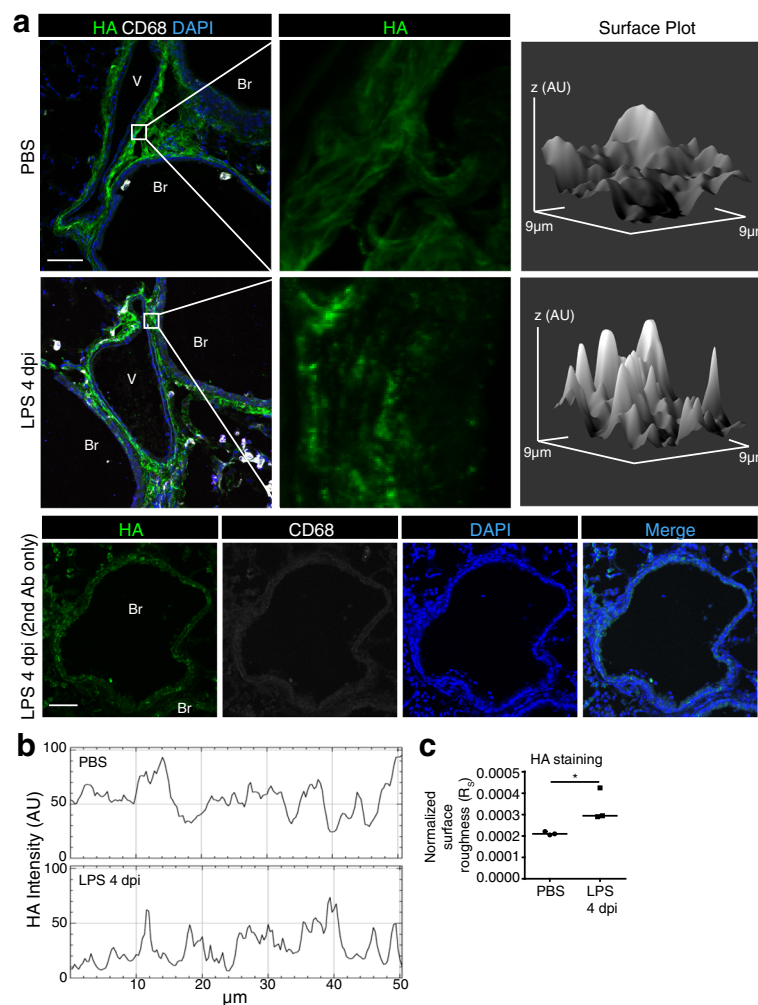 a
HA CD68 DAPI
HA
Surface Plot
PBS
V
Br
Br
z (AU)
9µm
9µm
LPS 4 dpi
Br
V
Br
z (AU)
9µm
9µm
LPS 4 dpi (2nd Ab only)
HA
CD68
DAPI
Merge
Br
Br
b
HA Intensity (AU)
100
50
0
PBS
100
50
0
LPS 4 dpi
10
20
30
40
50
µm
c
HA staining
Normalized
surface
roughness (RS)
0.0005
0.0004
0.0003
0.0002
0.0001
0.0000
*
PBS
LPS
4 dpi